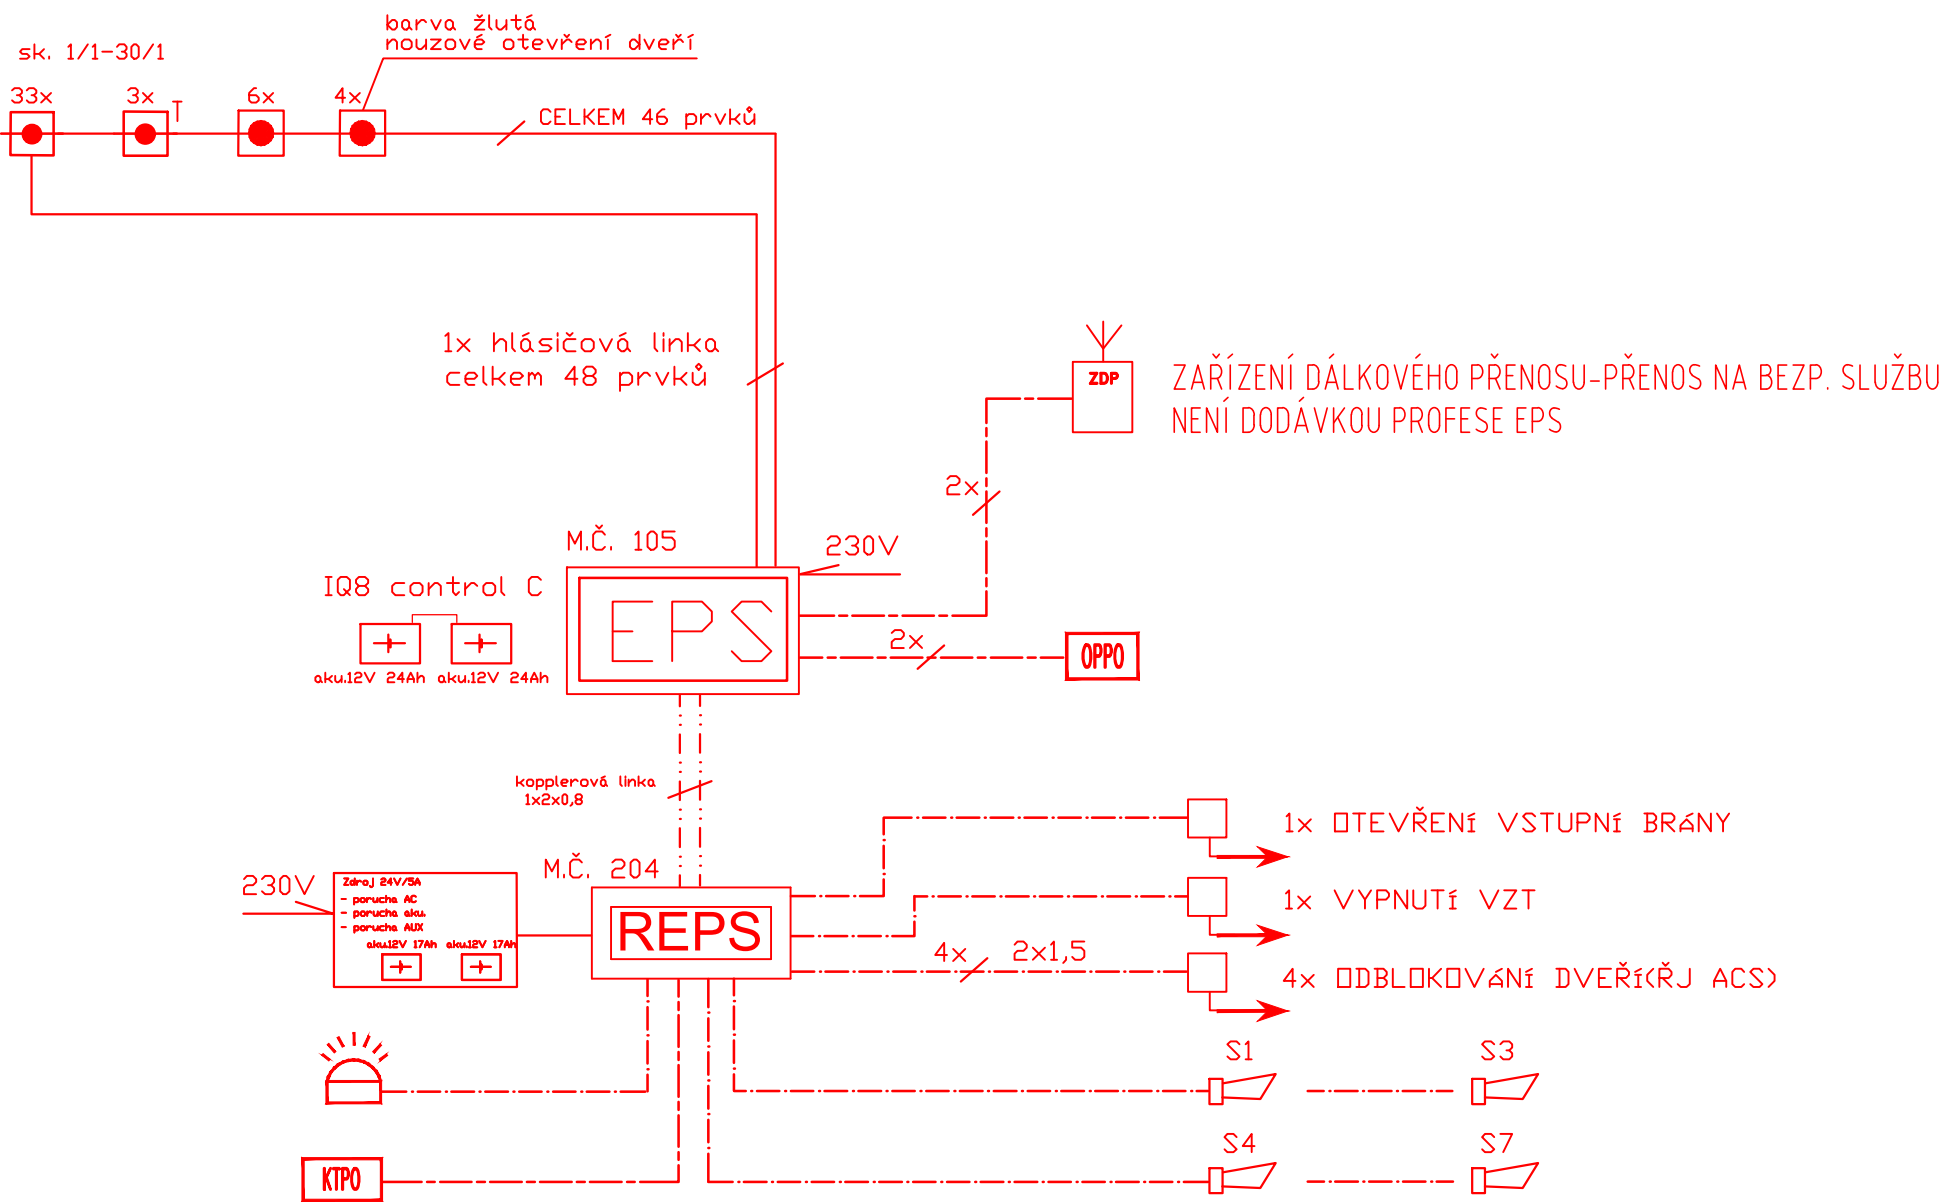 barva žlutá
nouzové otevření dveří
sk. 1/1-30/1
33x
3x
T
6x
4x
CELKEM 46 prvků
1x hlásičová linka
celkem 48 prvků
ZDP
ZAŘÍZENÍ DÁLKOVÉHO PŘENOSU-PŘENOS NA BEZP. SLUŽBU
NENÍ DODÁVKOU PROFESE EPS
2x
M.Č. 105
230V
IQ8 control C
EPS
aku.12V 24Ah
aku.12V 24Ah
2x
OPPO
kopplerová linka
1x2x0,8
1x OTEVŘENí VSTUPNí BRáNY
M.Č. 204
230V
Zdroj 24V/5A
- porucha AC
- porucha aku.
- porucha AUX
aku.12V 17Ah
aku.12V 17Ah
REPS
1x VYPNUTí VZT
4x
2x1,5
4x ODBLOKOVáNí DVEŘí(ŘJ ACS)
S1
S3
S4
S7
KTPO